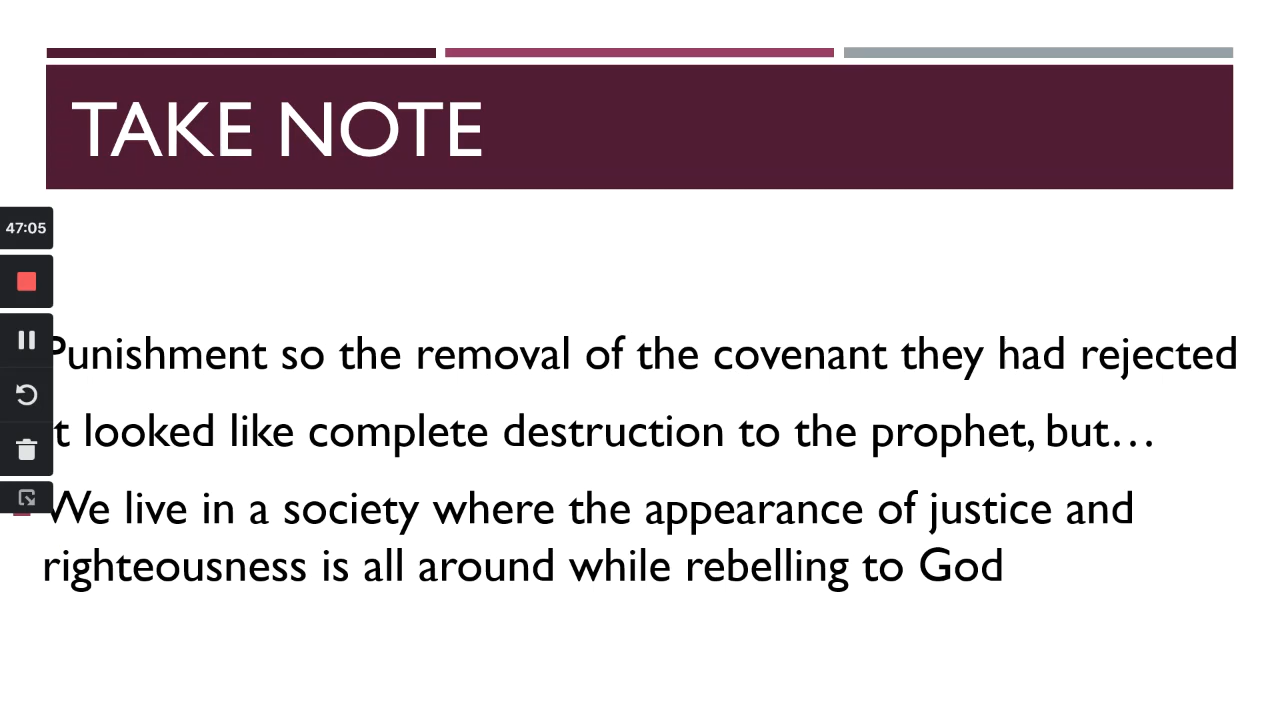 TAKE NOTE
47:05
Punishment so the removal of the covenant they had rejected
t looked like complete destruction to the prophet, but…
We live in a society where the appearance of justice and
righteousness is all around while rebelling to God